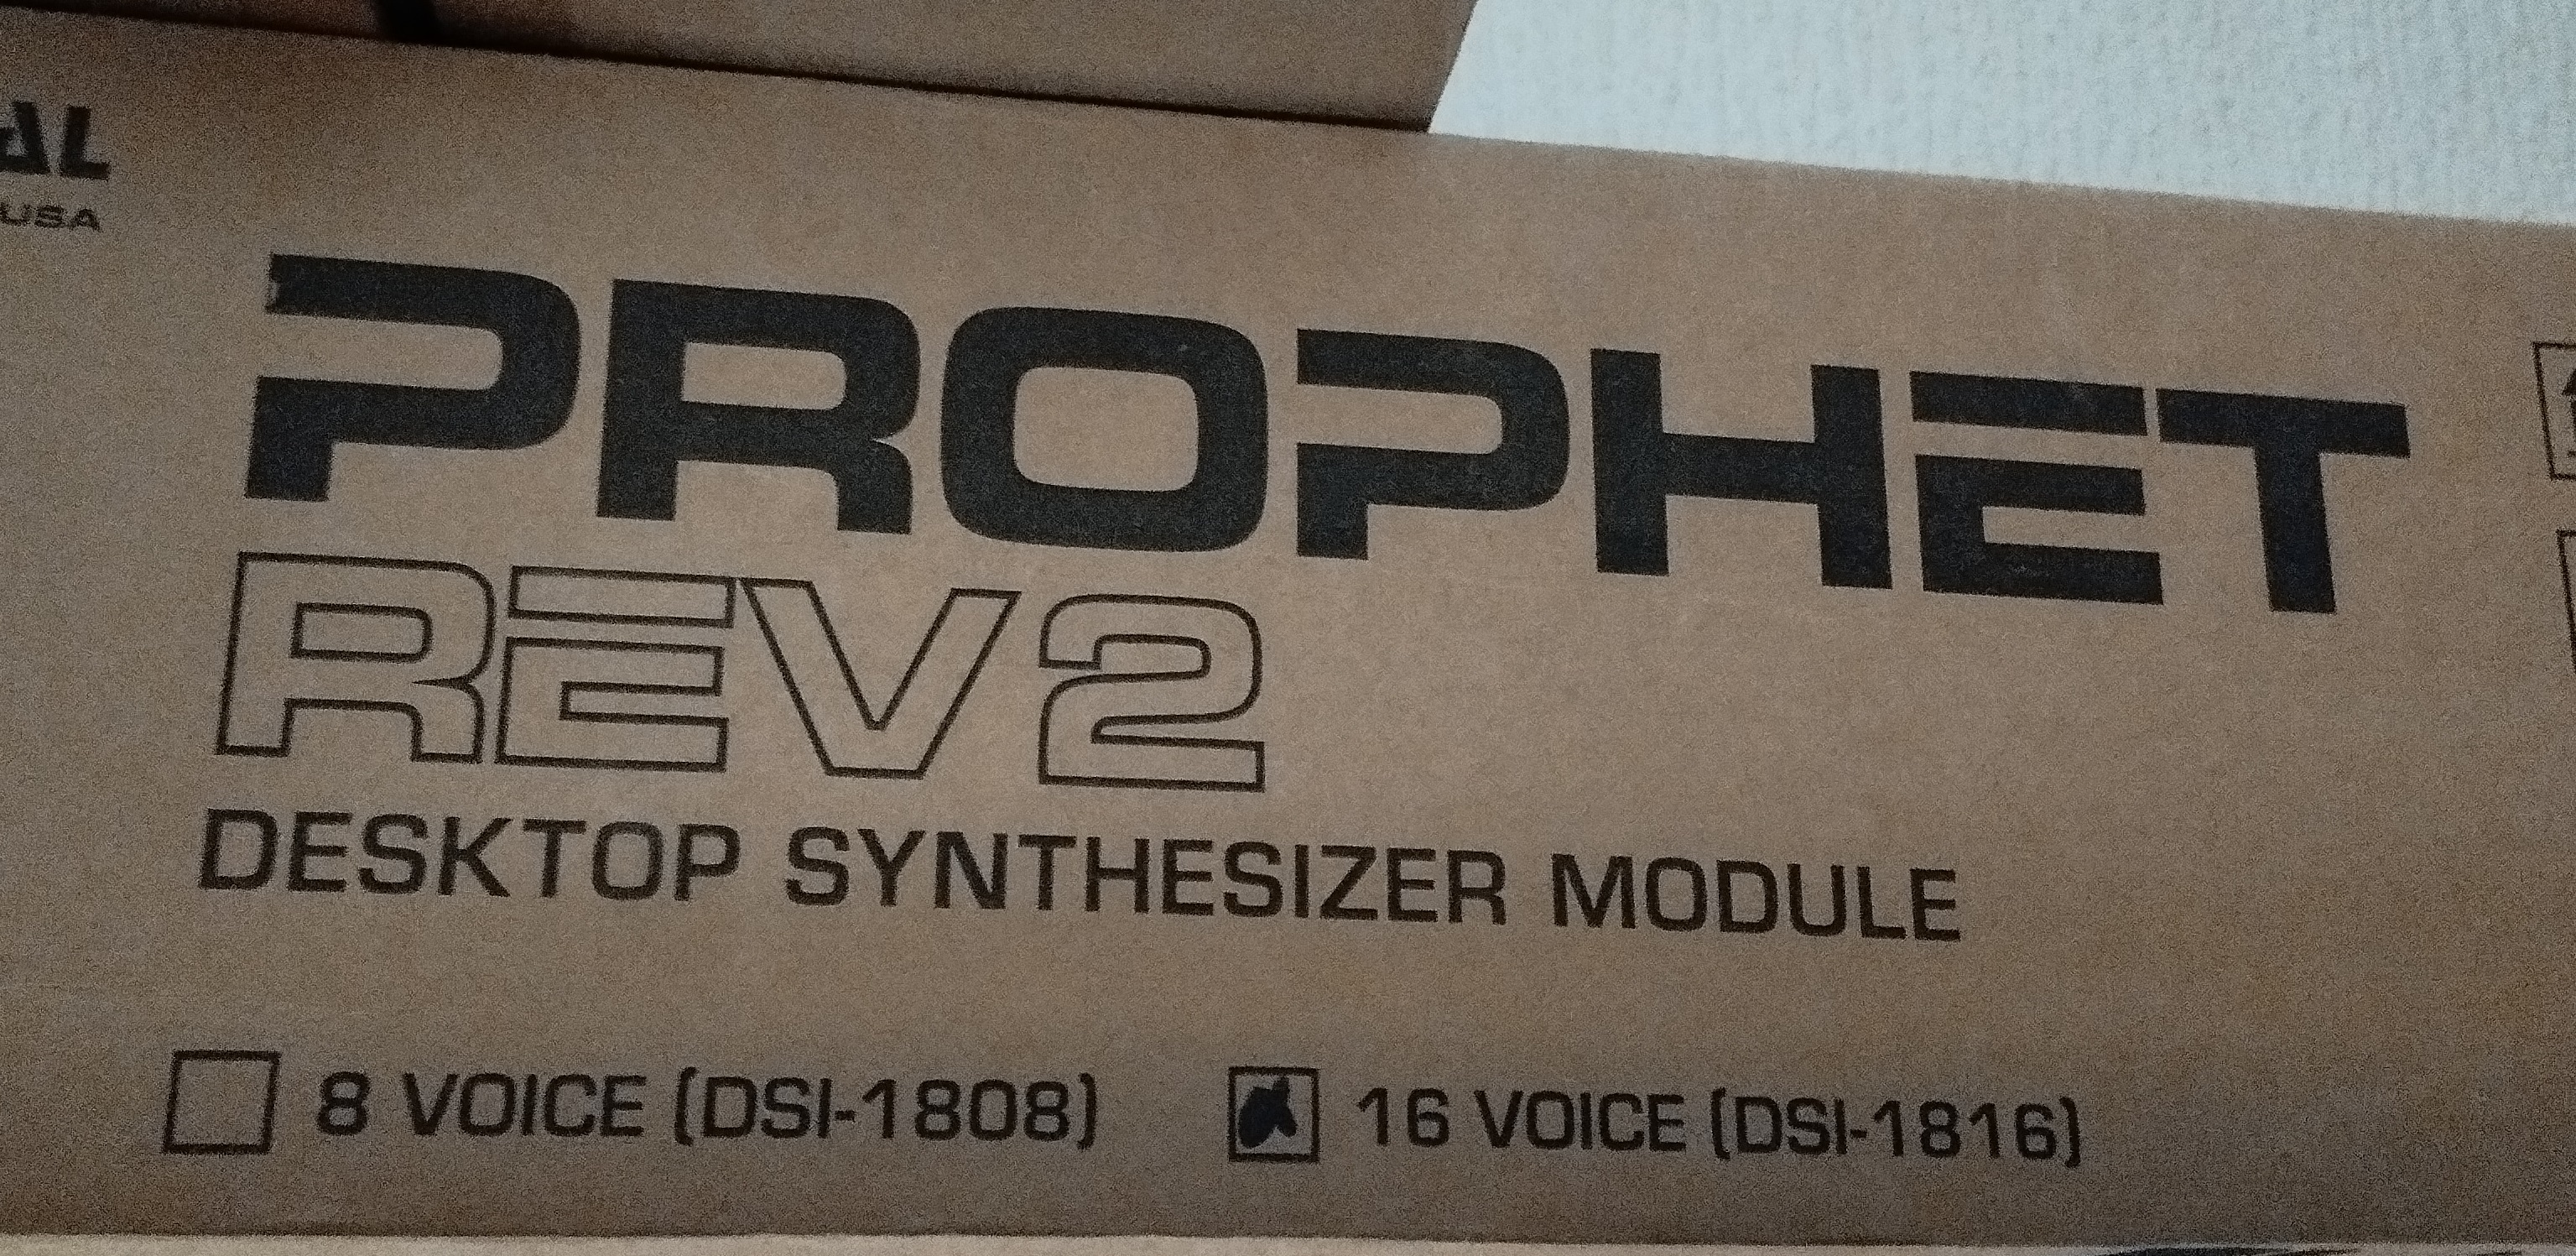 AL
USA
PROPHET
REV2
DESKTOP SYNTHESIZER MODULE
8 VOICE (DSI-1808) 16 VOICE (DSI-1816)